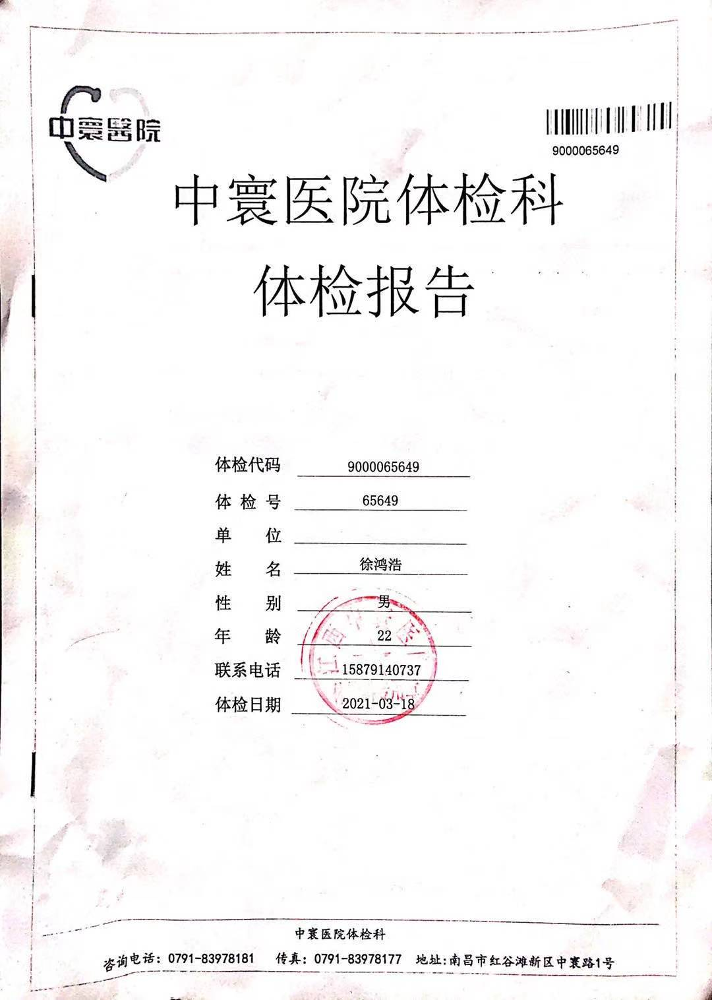 中寰醫院
9000065649
中寰医院体检科
体检报告
体检代码 9000065649
体检号 65649
单位
姓名 徐鸿浩
性别 男
年龄 22
联系电话 15879140737
体检日期 2021-03-18
中寰医院体检科
咨询电话: 0791-83978181 传真: 0791-83978177 地址:南昌市红谷滩新区中寰路1号